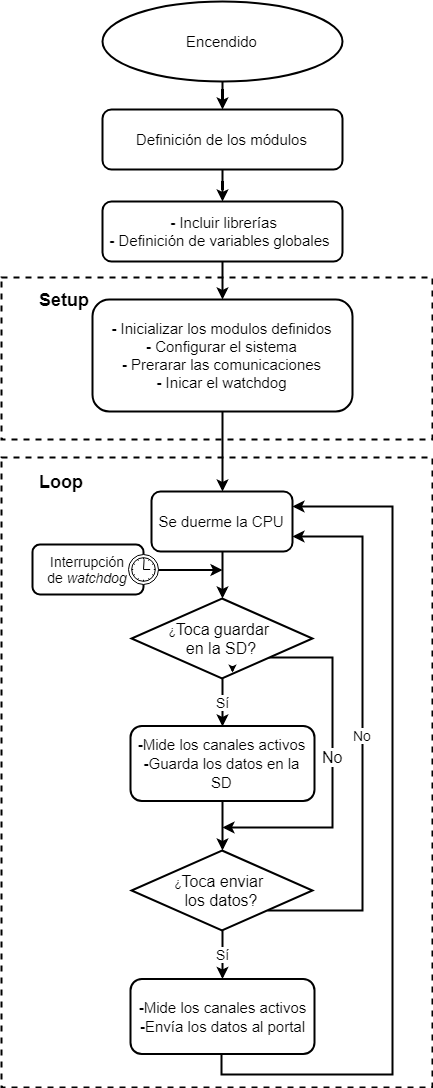 Encendido
Definición de los módulos
- Incluir librerías
- Definición de variables globales
Setup
- Inicializar los modulos definidos
- Configurar el sistema
- Prerarar las comunicaciones
- Inicar el watchdog
Loop
Se duerme la CPU
Interrupción
de watchdog
¿Toca guardar
en la SD?
Sí
No
-Mide los canales activos
-Guarda los datos en la
SD
No
¿Toca enviar
los datos?
Sí
-Mide los canales activos
-Envía los datos al portal